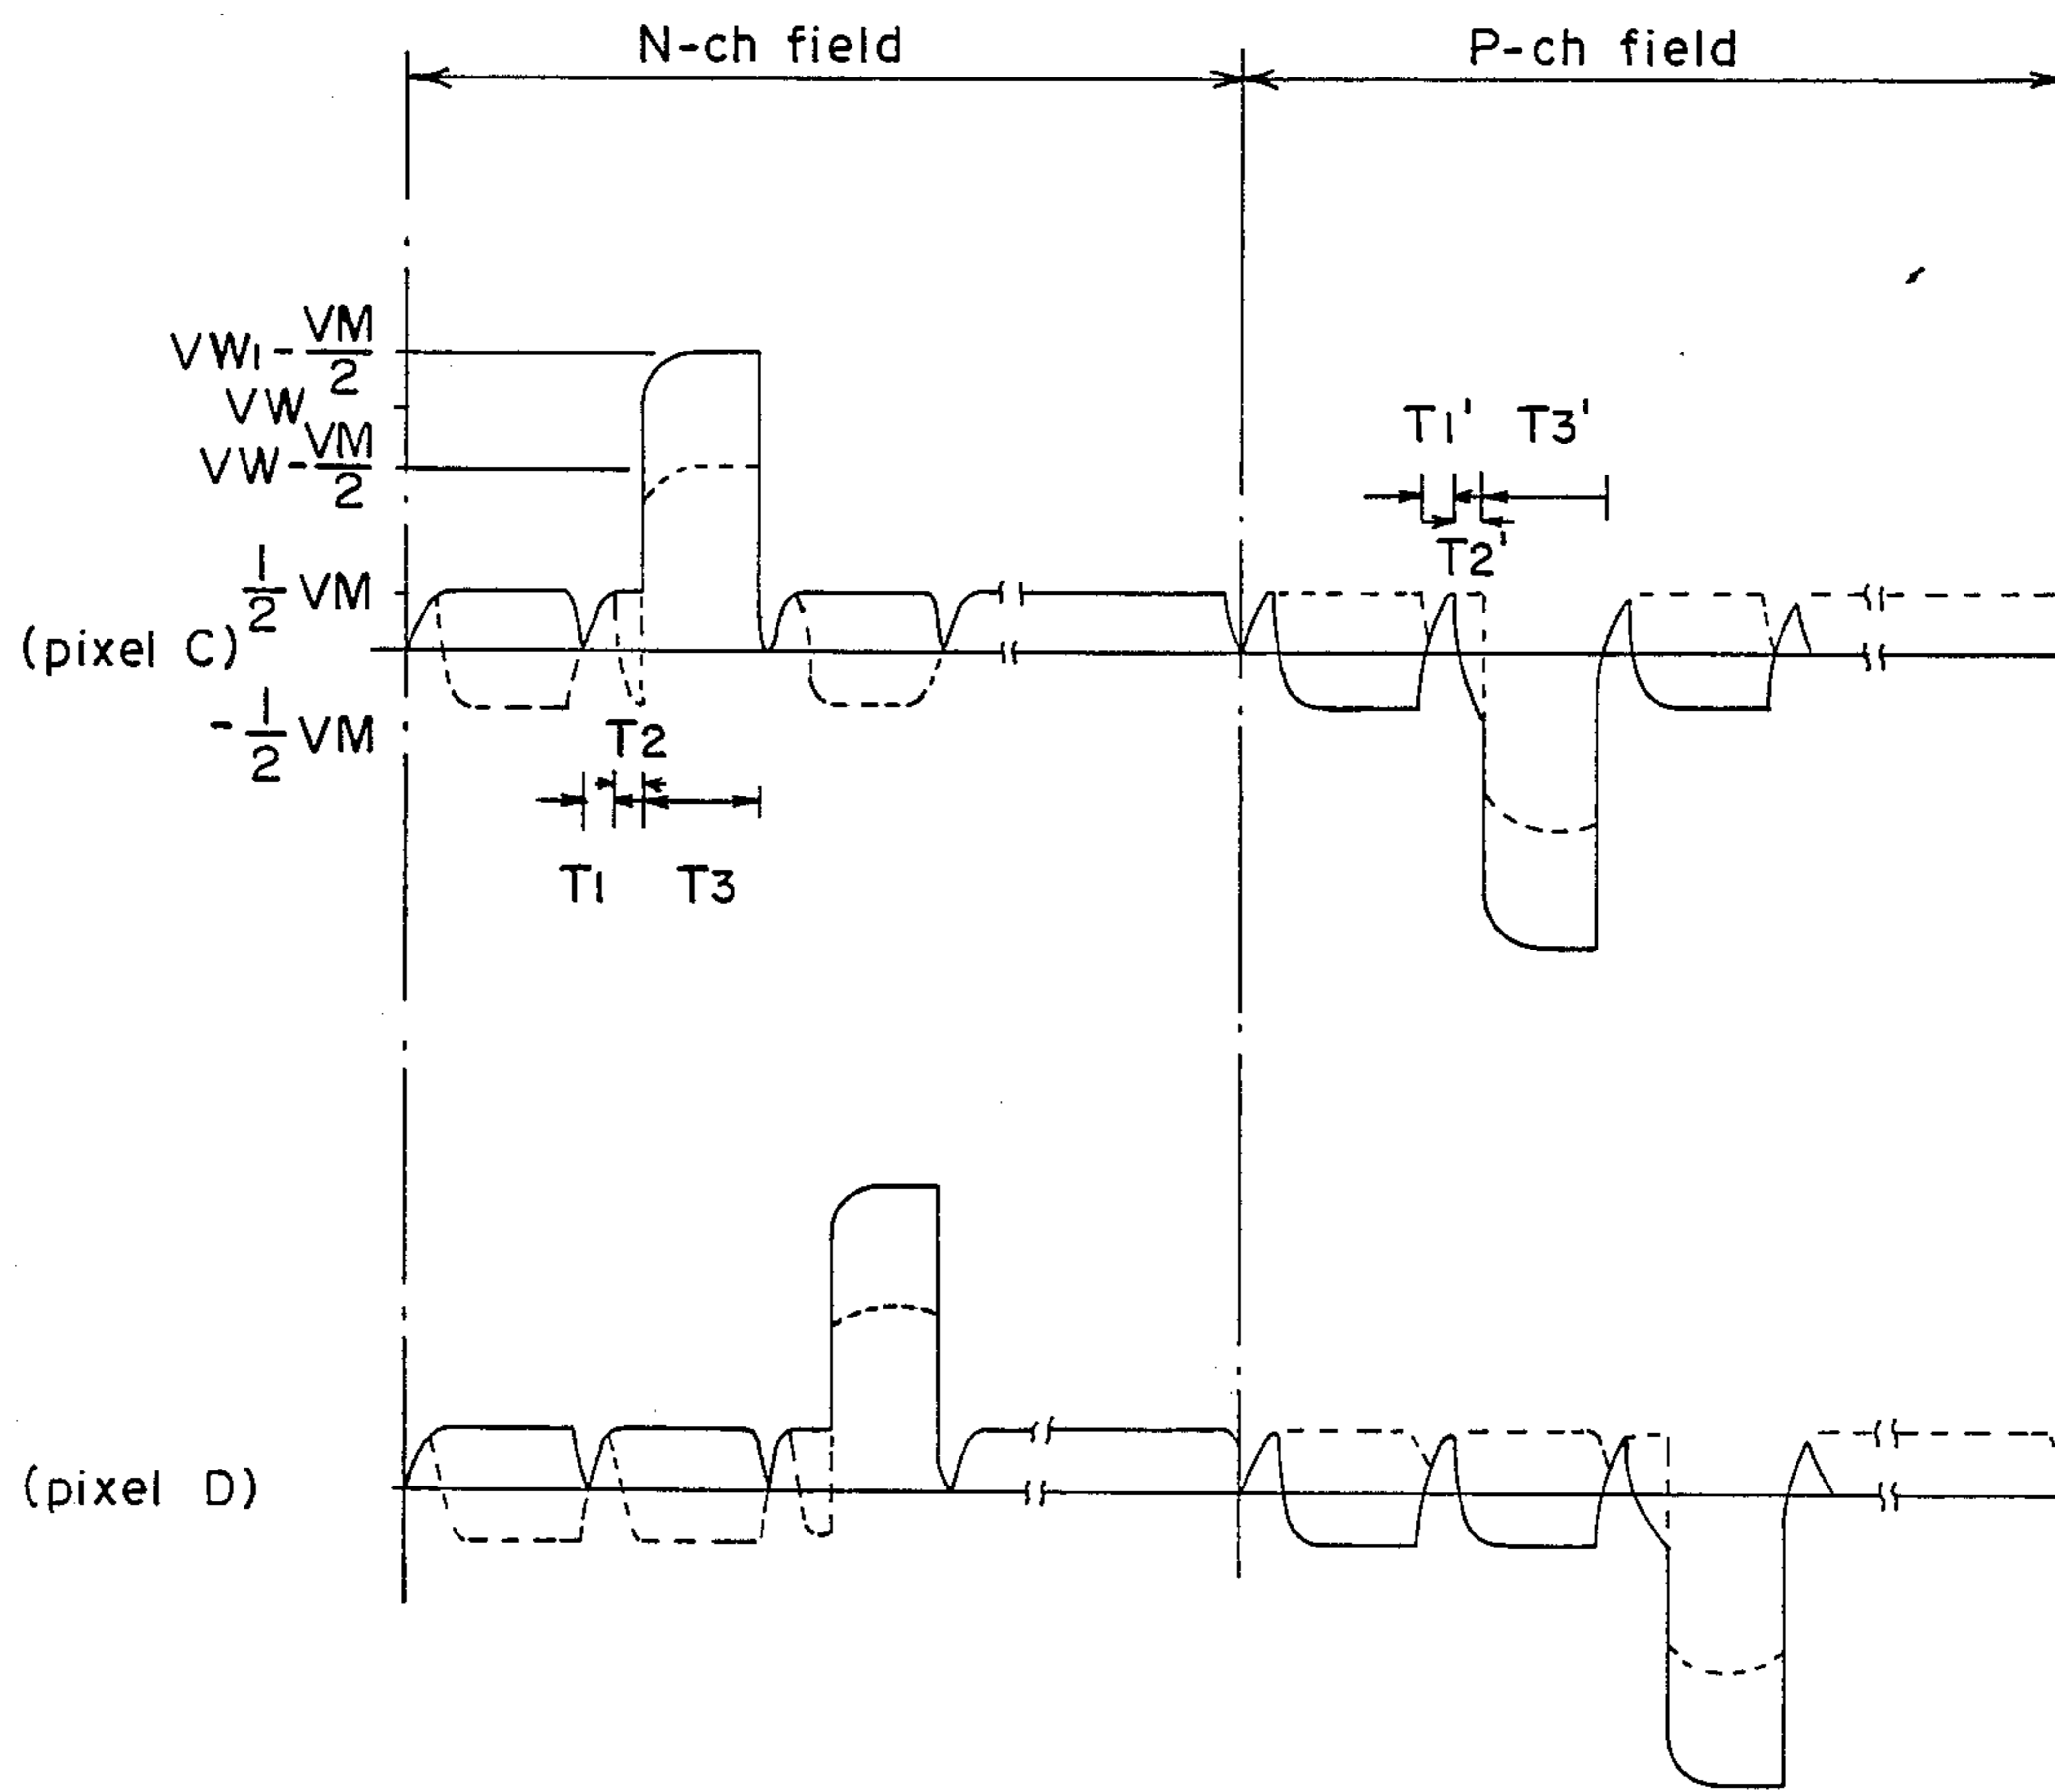 N-ch field
P-ch field
VW1-VM/2
VW
VW-VM/2
1/2 VM
(pixel C)
-1/2 VM
T2
T1 T3
T1' T3'
T2'
(pixel D)